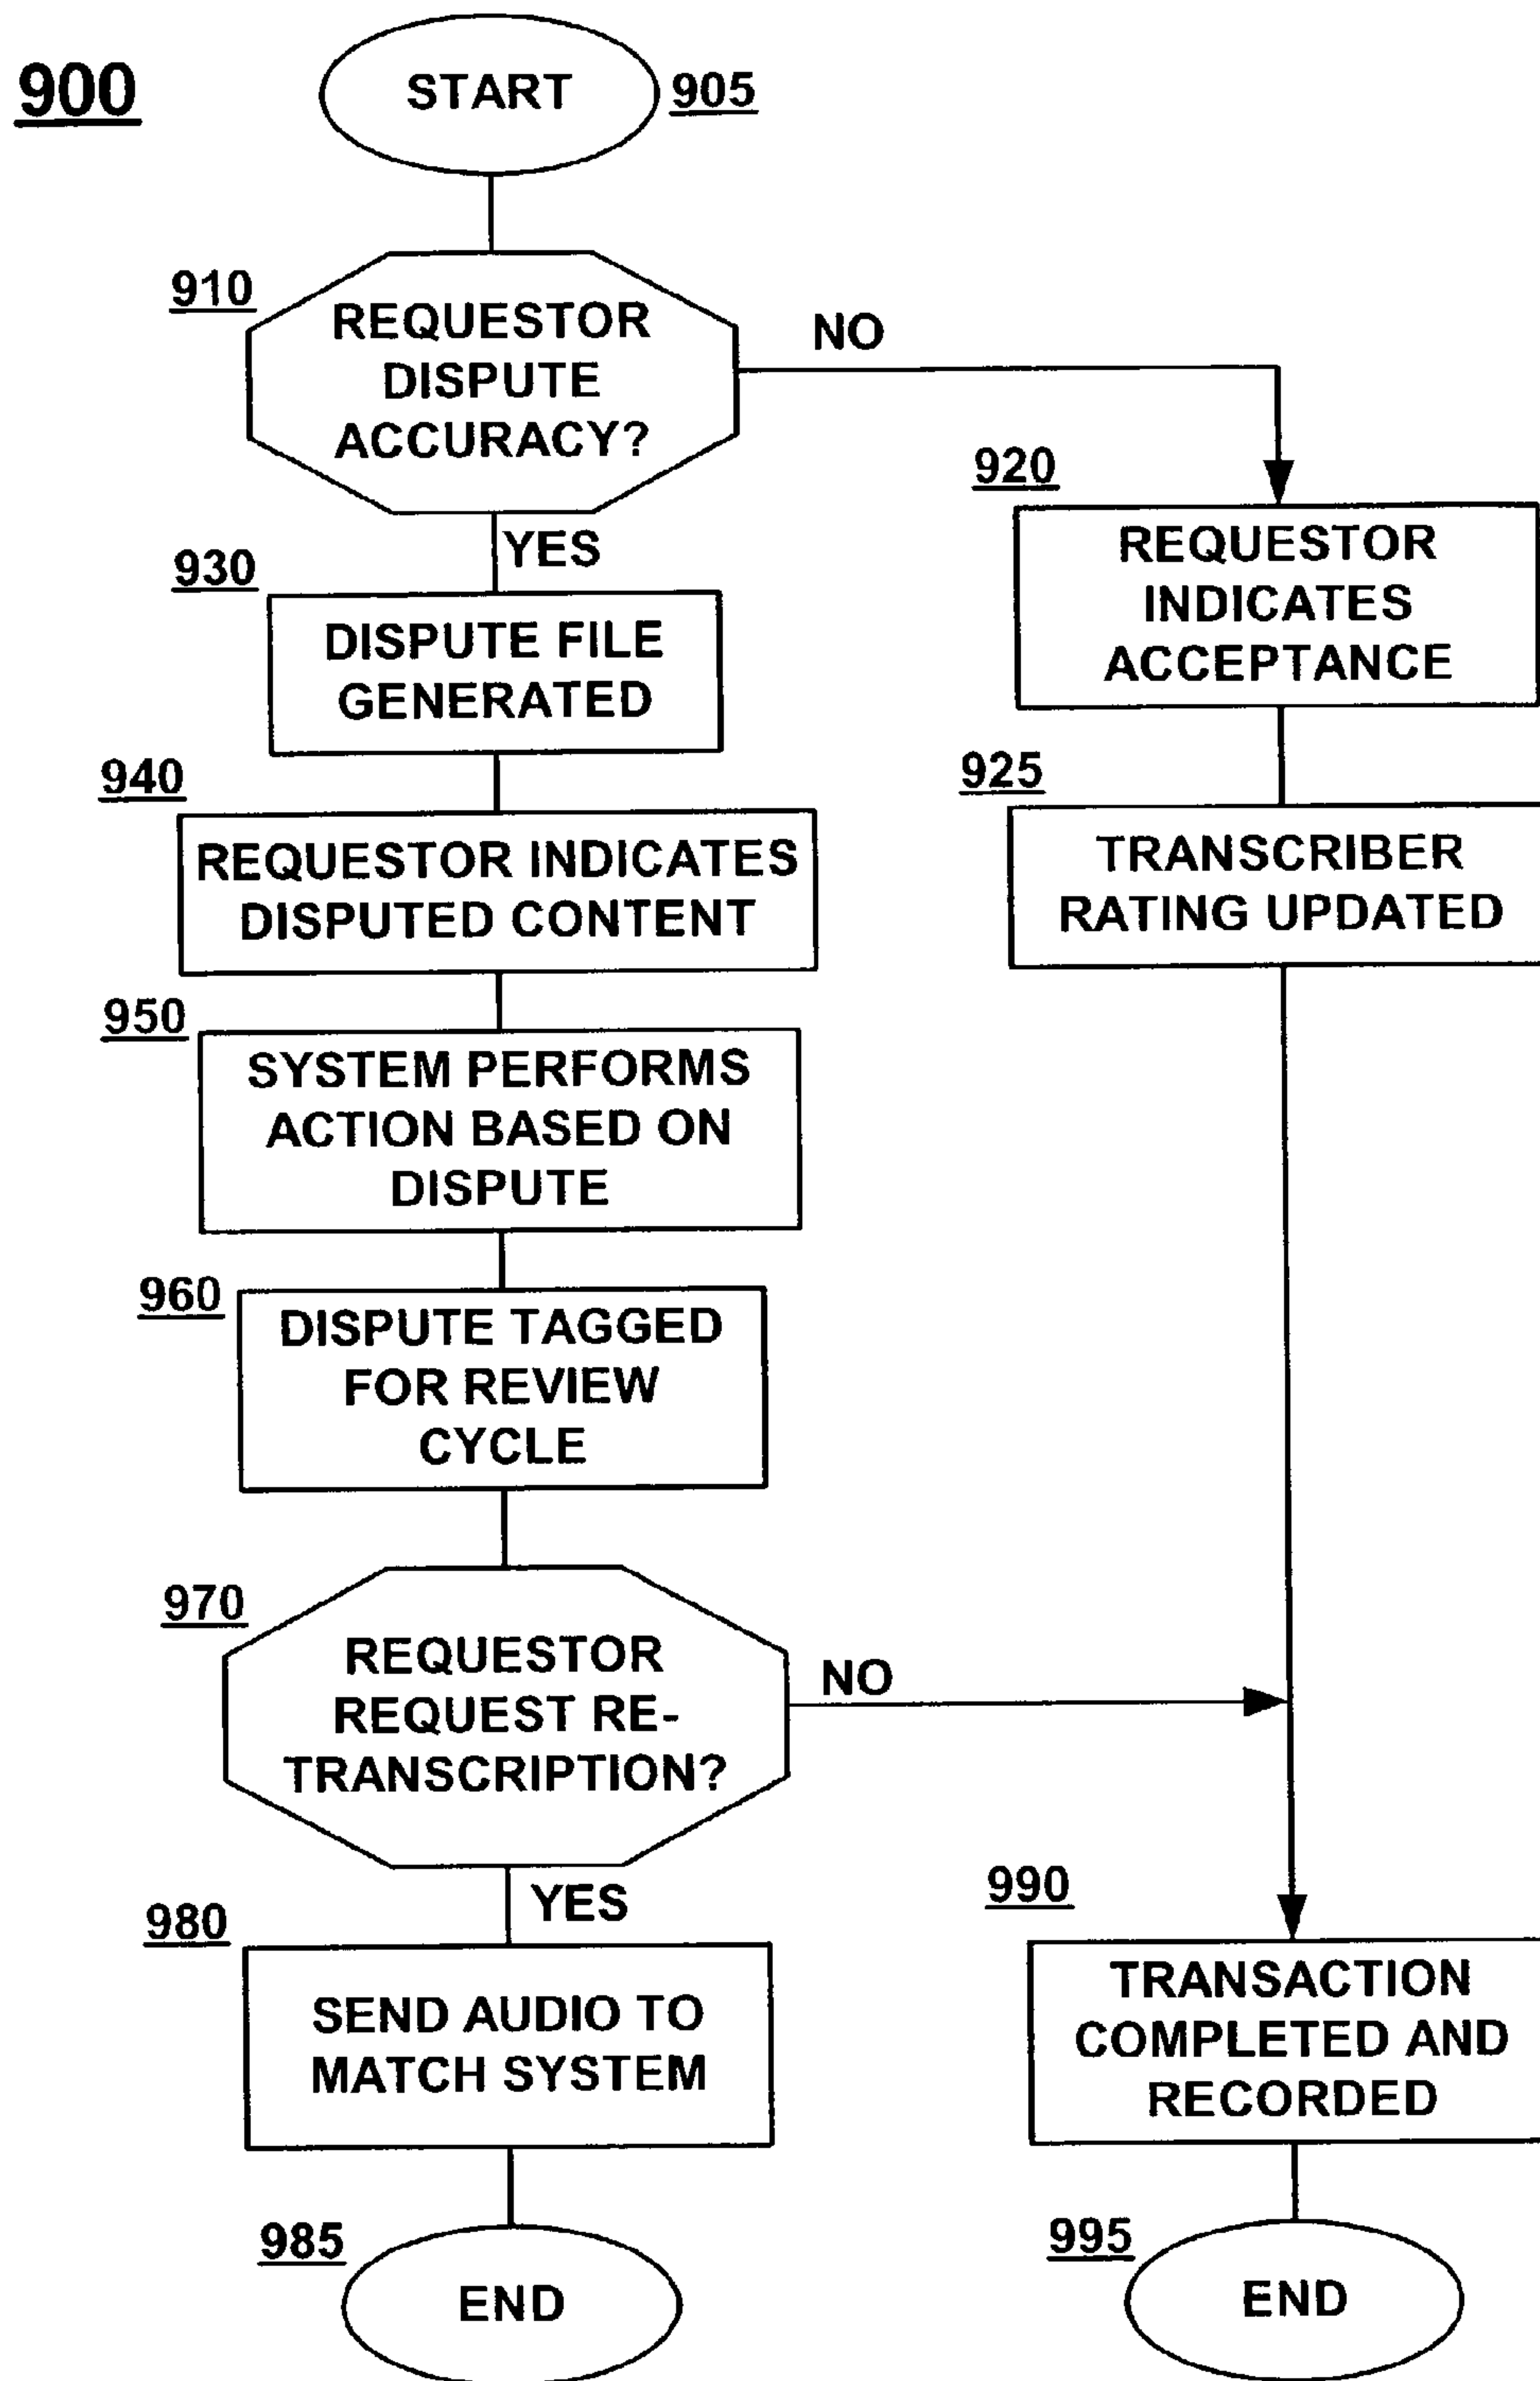 900
START
905
910
REQUESTOR
DISPUTE
ACCURACY?
NO
YES
920
REQUESTOR
INDICATES
ACCEPTANCE
930
DISPUTE FILE
GENERATED
925
TRANSCRIBER
RATING UPDATED
940
REQUESTOR INDICATES
DISPUTED CONTENT
950
SYSTEM PERFORMS
ACTION BASED ON
DISPUTE
960
DISPUTE TAGGED
FOR REVIEW
CYCLE
970
REQUESTOR
REQUEST RE-
TRANSCRIPTION?
NO
YES
980
SEND AUDIO TO
MATCH SYSTEM
985
END
990
TRANSACTION
COMPLETED AND
RECORDED
995
END